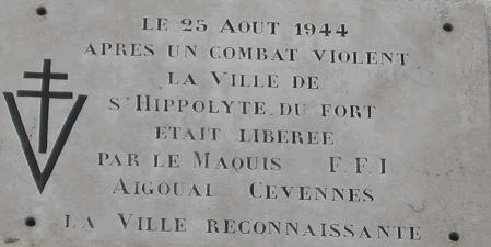 LE 25 AOUT 1944
APRES UN COMBAT VIOLENT
LA VILLE DE
S'HIPPOLYTE DU FORT
ETAIT LIBEREE
PAR LE MAQUIS F.F.I
AIGOUAL CEVENNES
LA VILLE RECONNAISSANTE